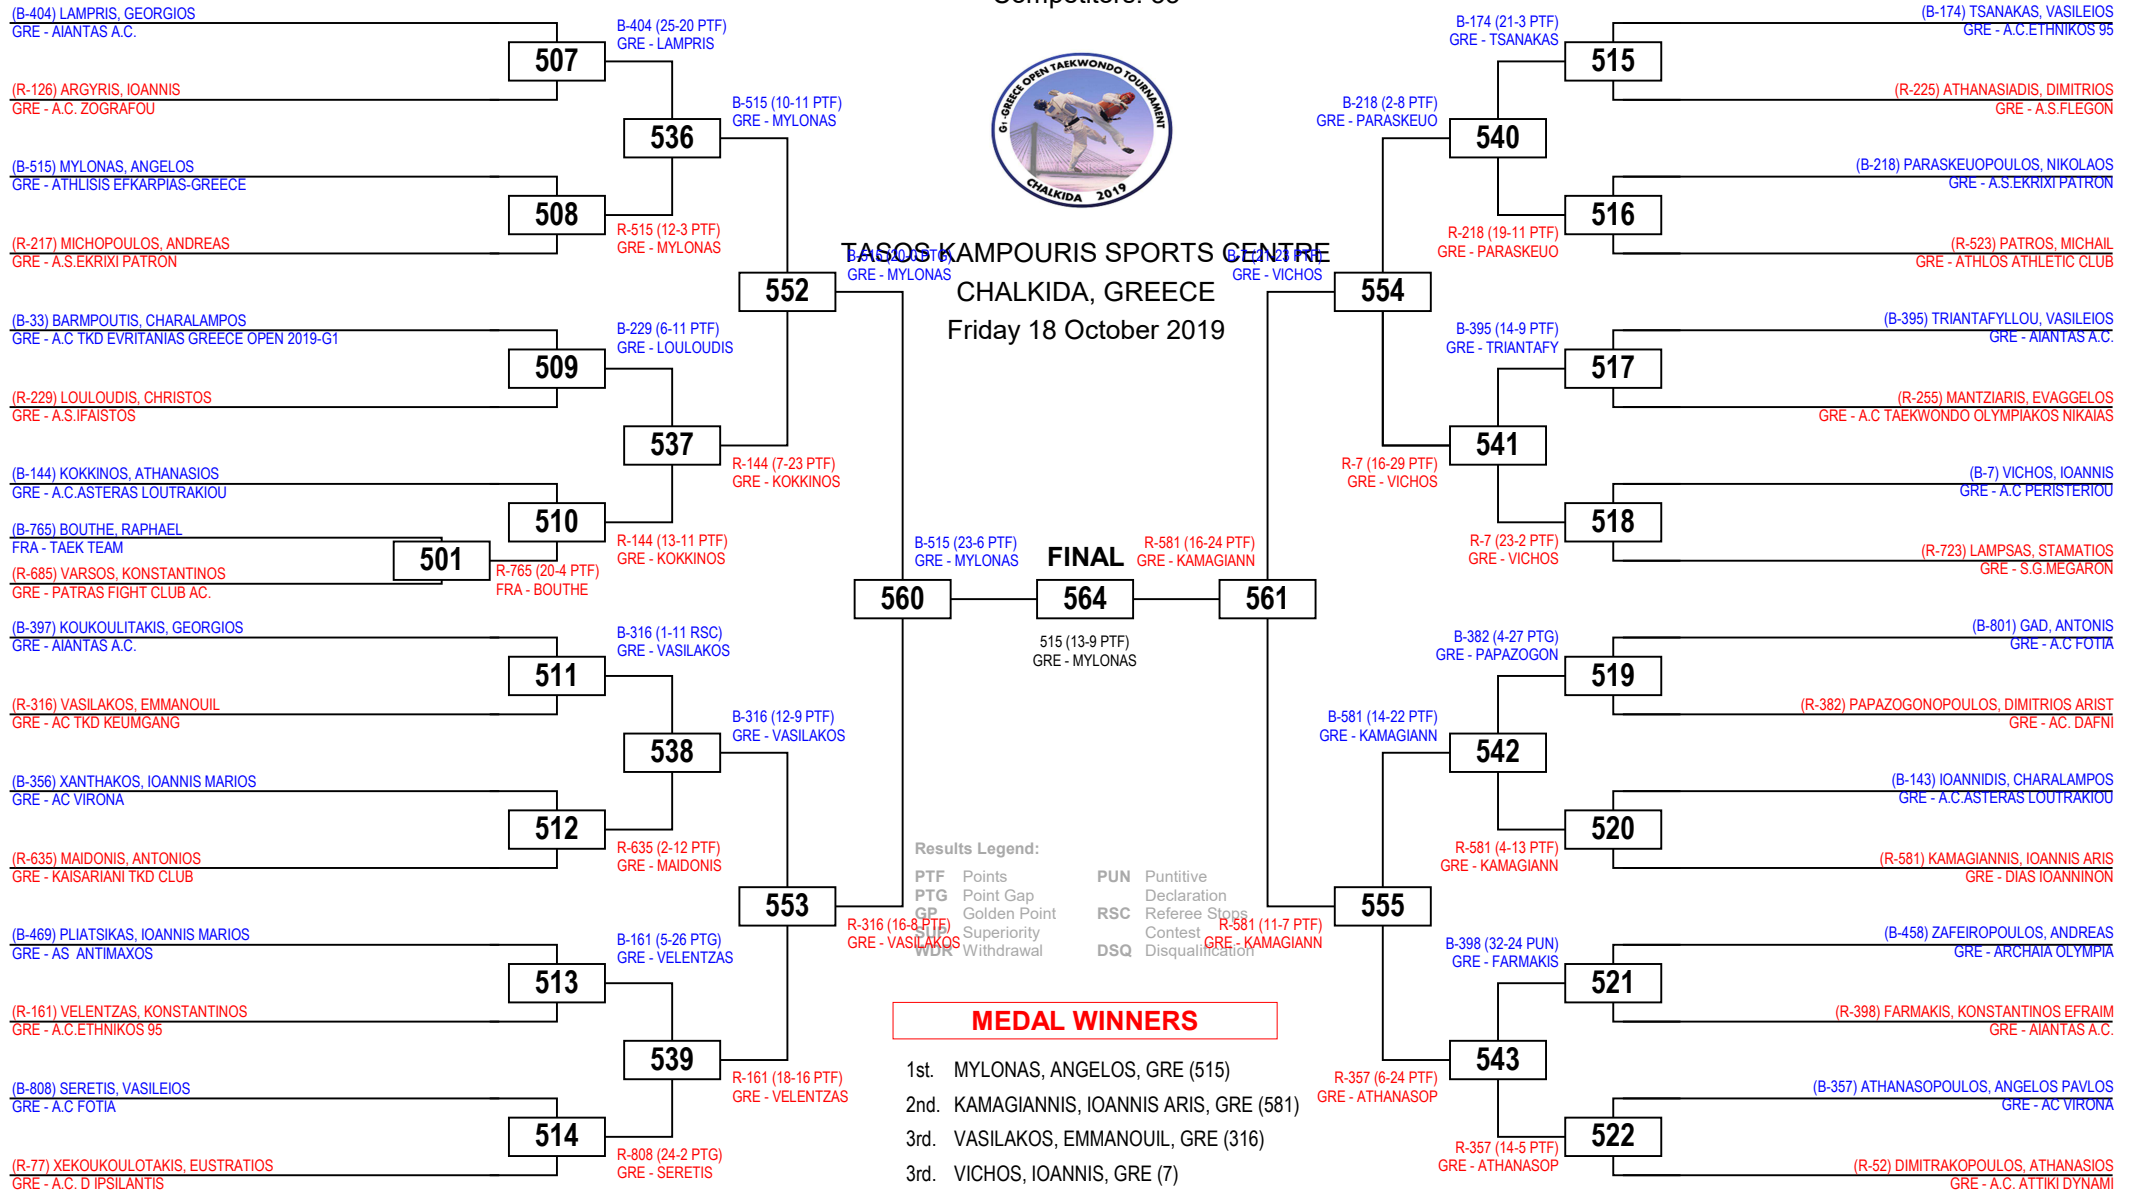 (B-404) LAMPRIS, GEORGIOS
GRE - AIANTAS A.C.
507
B-404 (25-20 PTF)
GRE - LAMPRIS
(R-126) ARGYRIS, IOANNIS
GRE - A.C. ZOGRAFOU
536
B-515 (10-11 PTF)
GRE - MYLONAS
(B-515) MYLONAS, ANGELOS
GRE - ATHLISIS EFKARPIAS-GREECE
508
R-515 (12-3 PTF)
GRE - MYLONAS
(R-217) MICHOPOULOS, ANDREAS
GRE - A.S.EKRIXI PATRON
552
GRE - MYLONAS
(B-33) BARMPOUTIS, CHARALAMPOS
GRE - A.C TKD EVRITANIAS GREECE OPEN 2019-G1
509
B-229 (6-11 PTF)
GRE - LOULOUDIS
(R-229) LOULOUDIS, CHRISTOS
GRE - A.S.IFAISTOS
537
R-144 (7-23 PTF)
GRE - KOKKINOS
(B-144) KOKKINOS, ATHANASIOS
GRE - A.C.ASTERAS LOUTRAKIOU
510
R-144 (13-11 PTF)
GRE - KOKKINOS
(B-765) BOUTHE, RAPHAEL
FRA - TAEK TEAM
501
R-765 (20-4 PTF)
FRA - BOUTHE
(R-685) VARSOS, KONSTANTINOS
GRE - PATRAS FIGHT CLUB AC.
(B-397) KOUKOULITAKIS, GEORGIOS
GRE - AIANTAS A.C.
511
B-316 (1-11 RSC)
GRE - VASILAKOS
(R-316) VASILAKOS, EMMANOUIL
GRE - AC TKD KEUMGANG
538
B-316 (12-9 PTF)
GRE - VASILAKOS
(B-356) XANTHAKOS, IOANNIS MARIOS
GRE - AC VIRONA
512
R-635 (2-12 PTF)
GRE - MAIDONIS
(R-635) MAIDONIS, ANTONIOS
GRE - KAISARIANI TKD CLUB
553
R-316 (16-8 PTF)
GRE - VASILAKOS
(B-469) PLIATSIKAS, IOANNIS MARIOS
GRE - AS  ANTIMAXOS
513
B-161 (5-26 PTG)
GRE - VELENTZAS
(R-161) VELENTZAS, KONSTANTINOS
GRE - A.C.ETHNIKOS 95
539
R-161 (18-16 PTF)
GRE - VELENTZAS
(B-808) SERETIS, VASILEIOS
GRE - A.C FOTIA
514
R-808 (24-2 PTG)
GRE - SERETIS
(R-77) XEKOUKOULOTAKIS, EUSTRATIOS
GRE - A.C. D IPSILANTIS
G1 -GREECE OPEN TAEKWONDO TOURNAMENT
CHALKIDA 2019
TASOS KAMPOURIS SPORTS CENTRE
CHALKIDA, GREECE
Friday 18 October 2019
560
B-515 (23-6 PTF)
GRE - MYLONAS
FINAL
564
515 (13-9 PTF)
GRE - MYLONAS
R-581 (16-24 PTF)
GRE - KAMAGIANN
561
Results Legend:
PTF Points
PTG Point Gap
GP Golden Point
SUP Superiority
WDR Withdrawal
PUN Puntitive
Declaration
RSC Referee Stops
Contest
DSQ Disqualification
MEDAL WINNERS
1st. MYLONAS, ANGELOS, GRE (515)
2nd. KAMAGIANNIS, IOANNIS ARIS, GRE (581)
3rd. VASILAKOS, EMMANOUIL, GRE (316)
3rd. VICHOS, IOANNIS, GRE (7)
(B-174) TSANAKAS, VASILEIOS
GRE - A.C.ETHNIKOS 95
515
B-174 (21-3 PTF)
GRE - TSANAKAS
(R-225) ATHANASIADIS, DIMITRIOS
GRE - A.S.FLEGON
540
B-218 (2-8 PTF)
GRE - PARASKEUO
(B-218) PARASKEUOPOULOS, NIKOLAOS
GRE - A.S.EKRIXI PATRON
516
R-218 (19-11 PTF)
GRE - PARASKEUO
(R-523) PATROS, MICHAIL
GRE - ATHLOS ATHLETIC CLUB
554
B-7 (21-23 PTF)
GRE - VICHOS
(B-395) TRIANTAFYLLOU, VASILEIOS
GRE - AIANTAS A.C.
517
B-395 (14-9 PTF)
GRE - TRIANTAFY
(R-255) MANTZIARIS, EVAGGELOS
GRE - A.C TAEKWONDO OLYMPIAKOS NIKAIAS
541
R-7 (16-29 PTF)
GRE - VICHOS
(B-7) VICHOS, IOANNIS
GRE - A.C PERISTERIOU
518
R-7 (23-2 PTF)
GRE - VICHOS
(R-723) LAMPSAS, STAMATIOS
GRE - S.G.MEGARON
(B-801) GAD, ANTONIS
GRE - A.C FOTIA
519
B-382 (4-27 PTG)
GRE - PAPAZOGON
(R-382) PAPAZOGONOPOULOS, DIMITRIOS ARIST
GRE - AC. DAFNI
542
B-581 (14-22 PTF)
GRE - KAMAGIANN
(B-143) IOANNIDIS, CHARALAMPOS
GRE - A.C.ASTERAS LOUTRAKIOU
520
R-581 (4-13 PTF)
GRE - KAMAGIANN
(R-581) KAMAGIANNIS, IOANNIS ARIS
GRE - DIAS IOANNINON
555
R-581 (11-7 PTF)
GRE - KAMAGIANN
(B-458) ZAFEIROPOULOS, ANDREAS
GRE - ARCHAIA OLYMPIA
521
B-398 (32-24 PUN)
GRE - FARMAKIS
(R-398) FARMAKIS, KONSTANTINOS EFRAIM
GRE - AIANTAS A.C.
543
R-357 (6-24 PTF)
GRE - ATHANASOP
(B-357) ATHANASOPOULOS, ANGELOS PAVLOS
GRE - AC VIRONA
522
R-357 (14-5 PTF)
GRE - ATHANASOP
(R-52) DIMITRAKOPOULOS, ATHANASIOS
GRE - A.C. ATTIKI DYNAMI